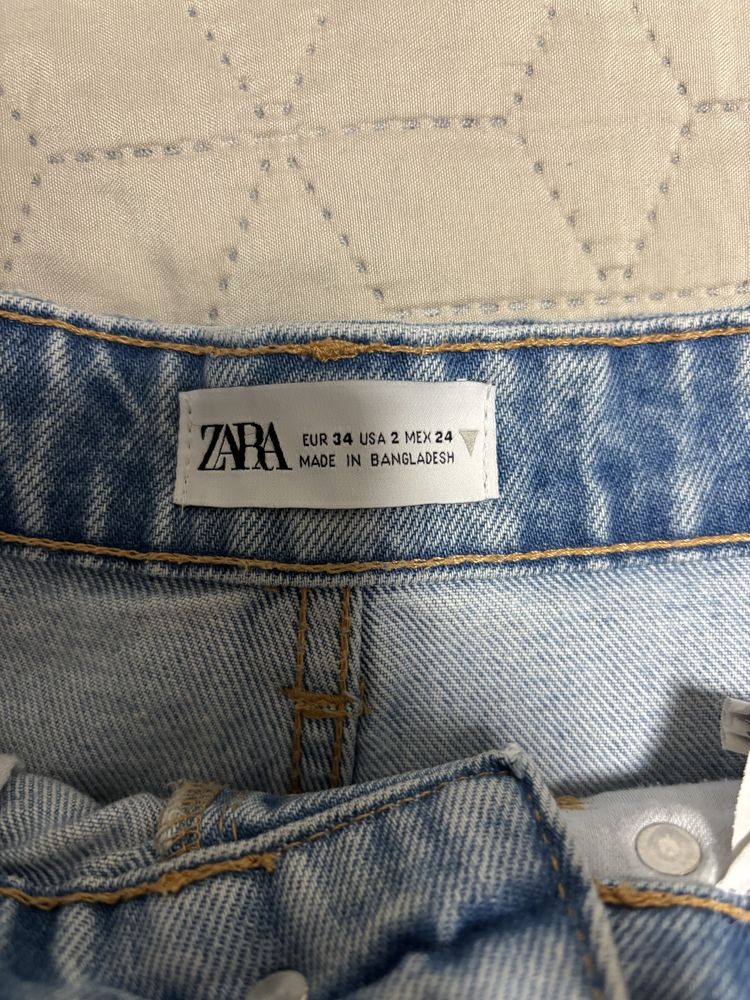 ZARA
EUR 34 USA 2 MEX 24
MADE IN BANGLADESH